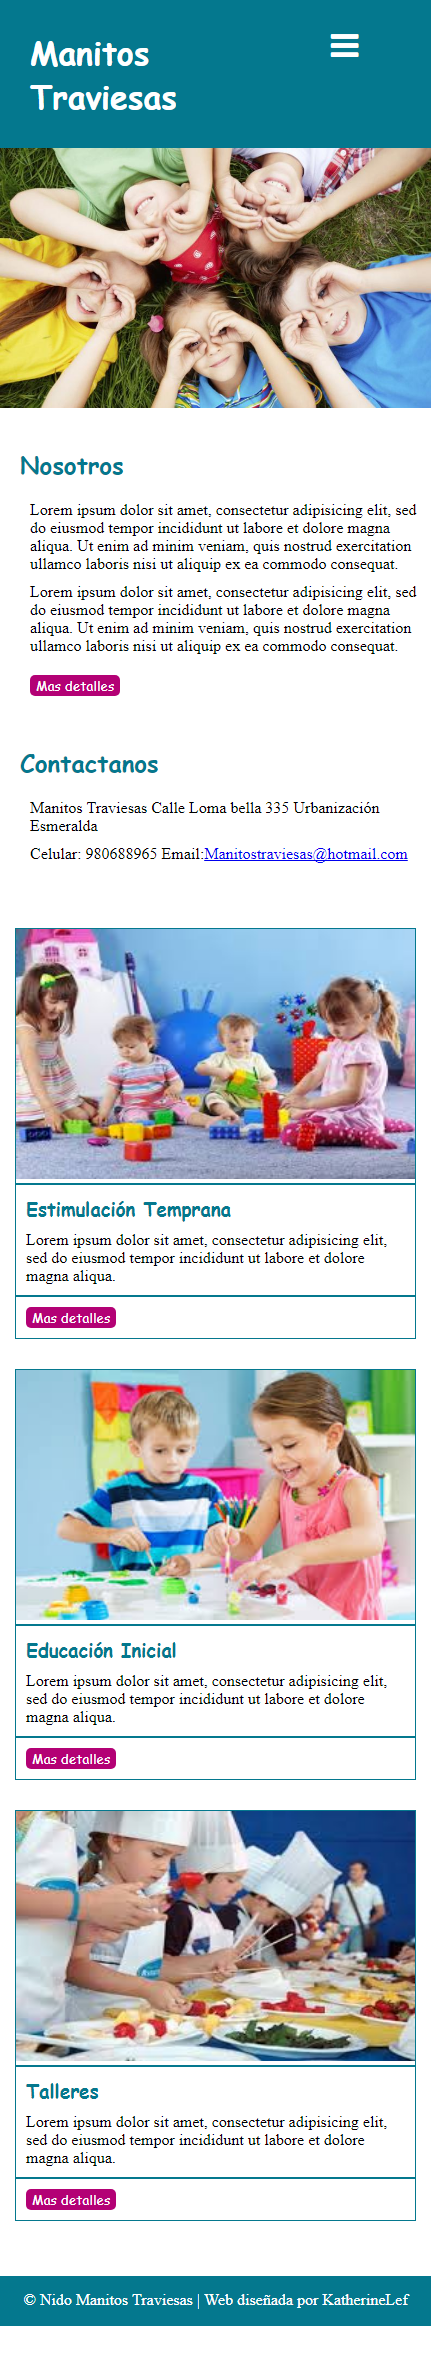 Manitos
Traviesas
Nosotros
Lorem ipsum dolor sit amet, consectetur adipisicing elit, sed
do eiusmod tempor incididunt ut labore et dolore magna
aliqua. Ut enim ad minim veniam, quis nostrud exercitation
ullamco laboris nisi ut aliquip ex ea commodo consequat.
Lorem ipsum dolor sit amet, consectetur adipisicing elit, sed
do eiusmod tempor incididunt ut labore et dolore magna
aliqua. Ut enim ad minim veniam, quis nostrud exercitation
ullamco laboris nisi ut aliquip ex ea commodo consequat.
Mas detalles
Contactanos
Manitos Traviesas Calle Loma bella 335 Urbanización
Esmeralda
Celular: 980688965 Email:Manitostraviesas@hotmail.com
Estimulación Temprana
Lorem ipsum dolor sit amet, consectetur adipisicing elit,
sed do eiusmod tempor incididunt ut labore et dolore
magna aliqua.
Mas detalles
Educación Inicial
Lorem ipsum dolor sit amet, consectetur adipisicing elit,
sed do eiusmod tempor incididunt ut labore et dolore
magna aliqua.
Mas detalles
Talleres
Lorem ipsum dolor sit amet, consectetur adipisicing elit,
sed do eiusmod tempor incididunt ut labore et dolore
magna aliqua.
Mas detalles
© Nido Manitos Traviesas | Web diseñada por KatherineLef